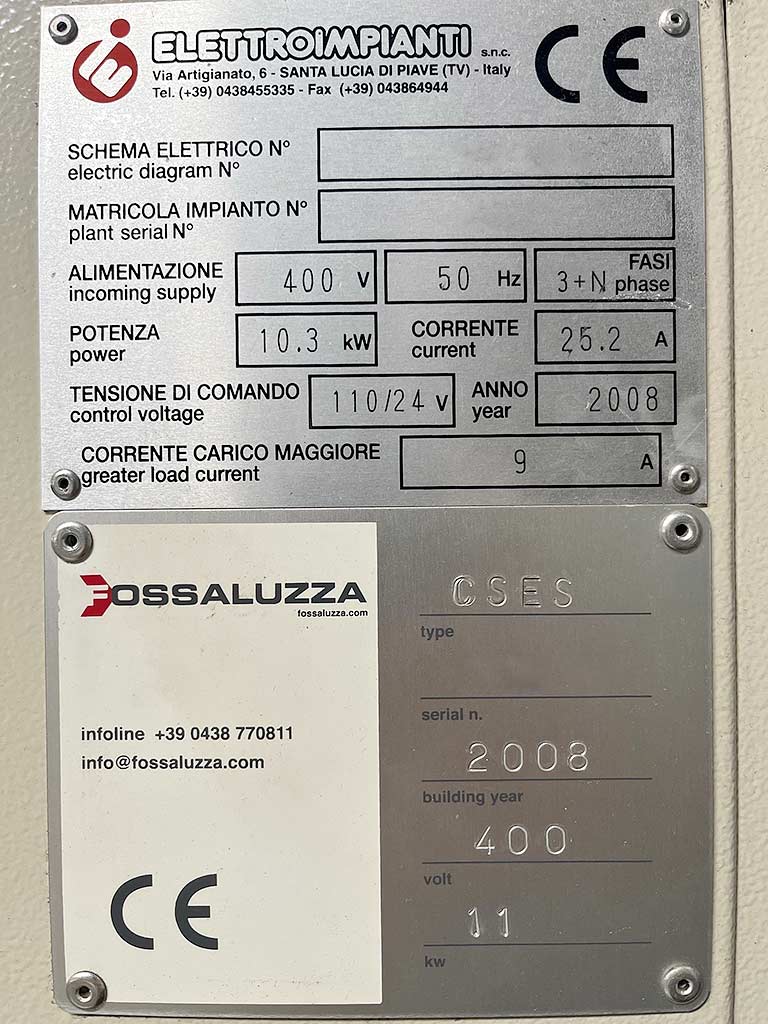 ELETTROIMPIANTI s.n.c.
Via Artigianato, 6 - SANTA LUCIA DI PIAVE (TV) - Italy
Tel. (+39) 0438455335 - Fax (+39) 043864944
CE
SCHEMA ELETTRICO N°
electric diagram N°
MATRICOLA IMPIANTO N°
plant serial N°
ALIMENTAZIONE
incoming supply
400 V
50 Hz
3+N
FASI
phase
POTENZA
power
10.3 kW
CORRENTE
current
25.2 A
TENSIONE DI COMANDO
control voltage
110/24 V
ANNO
year
2008
CORRENTE CARICO MAGGIORE
greater load current
9 A
FOSSALUZZA
fossaluzza.com
infoline +39 0438 770811
info@fossaluzza.com
CE
CSES
type
serial n.
2008
building year
400
volt
11
kw